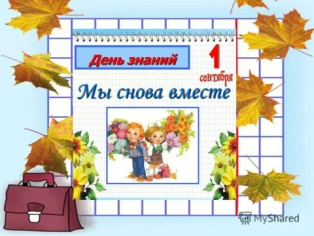 День знаний
1
сентября
Мы снова вместе
MyShared